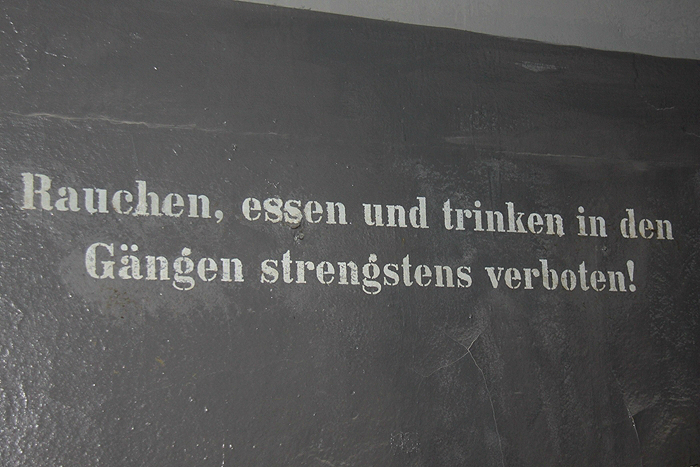 Rauchen, essen und trinken in den
Gängen strengstens verboten!